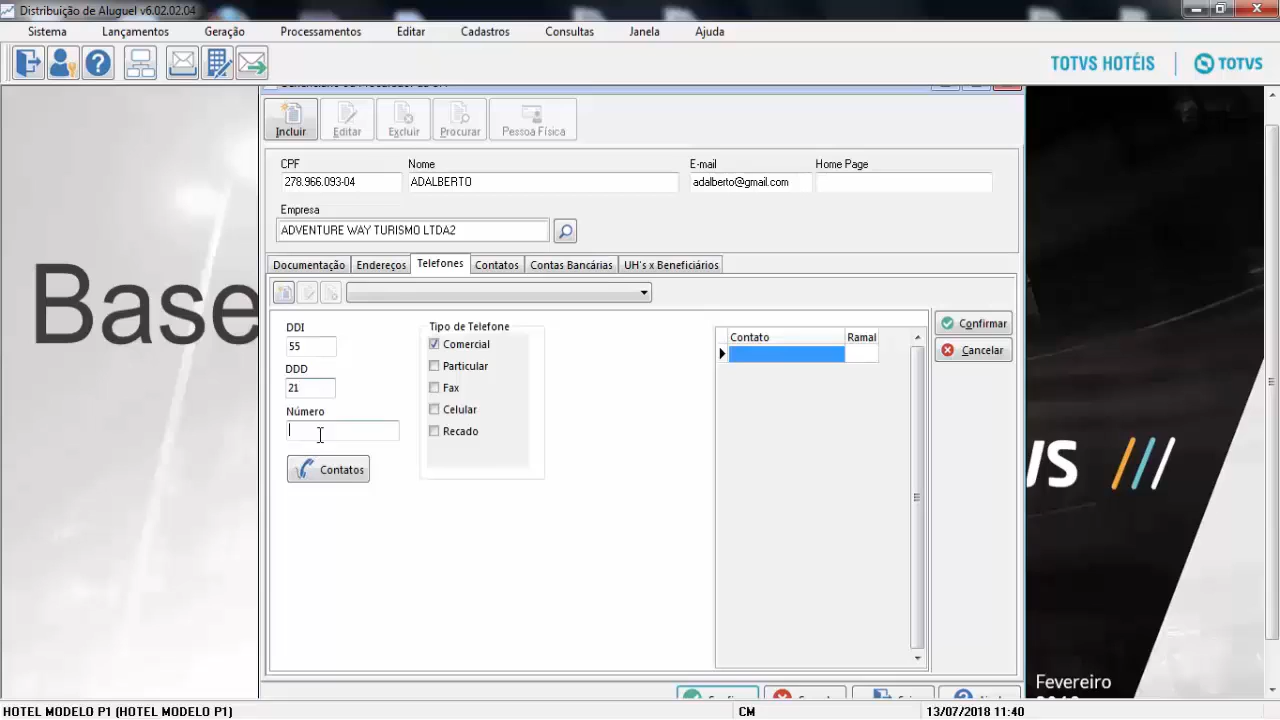 Distribuição de Aluguel v6.02.02.04
Sistema Lançamentos Geração Processamentos Editar Cadastros Consultas Janela Ajuda
TOTVS HOTÉIS TOTVS
Incluir Editar Excluir Procurar Pessoa Física
CPF Nome E-mail Home Page
278.966.093-04 ADALBERTO adalberto@gmail.com
Empresa
ADVENTURE WAY TURISMO LTDA2
Documentação Endereços Telefones Contatos Contas Bancárias UH's x Beneficiários
Base
DDI Tipo de Telefone Contato Ramal Confirmar
55 Comercial
Cancelar
DDD Particular
21 Fax
Número Celular
Recado
Contatos
VS
Fevereiro
HOTEL MODELO P1 (HOTEL MODELO P1) CM 13/07/2018 11:40